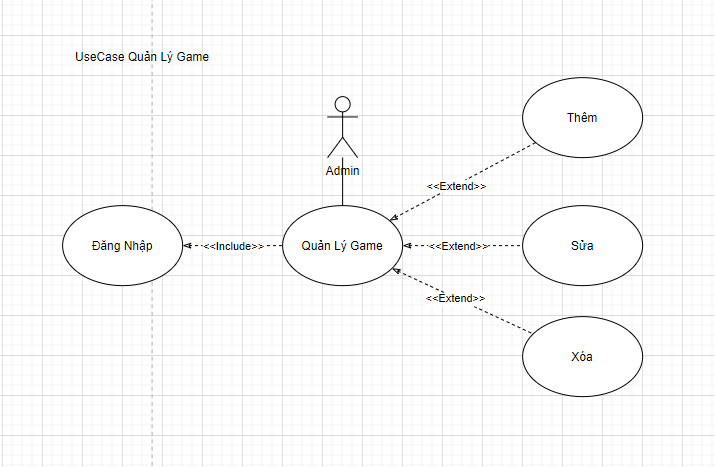 UseCase Quản Lý Game
Thêm
Admin
<<Extend>>
Đăng Nhập
<<Include>>
Quản Lý Game
<<Extend>>
Sửa
<<Extend>>
Xóa